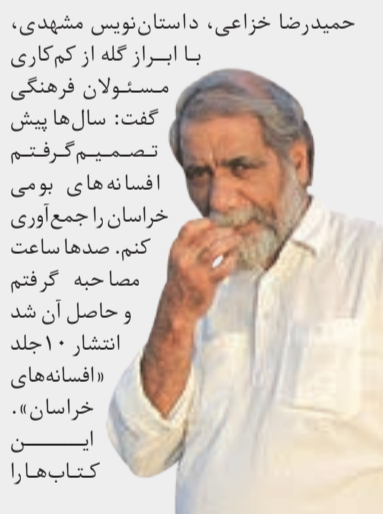 حمیدرضا خزاعی، داستان‌نویس مشهدی،
با ابراز گله از کم‌کاری
مسئولان فرهنگی
گفت: سال‌ها پیش
تصمیم‌گرفتم
افسانه‌های بومی
خراسان را جمع‌آوری
کنم. صدها ساعت
مصاحبه گرفتم
و حاصل آن شد
انتشار ۱۰ جلد
«افسانه‌های
خراسان».
این
کتاب‌ها را